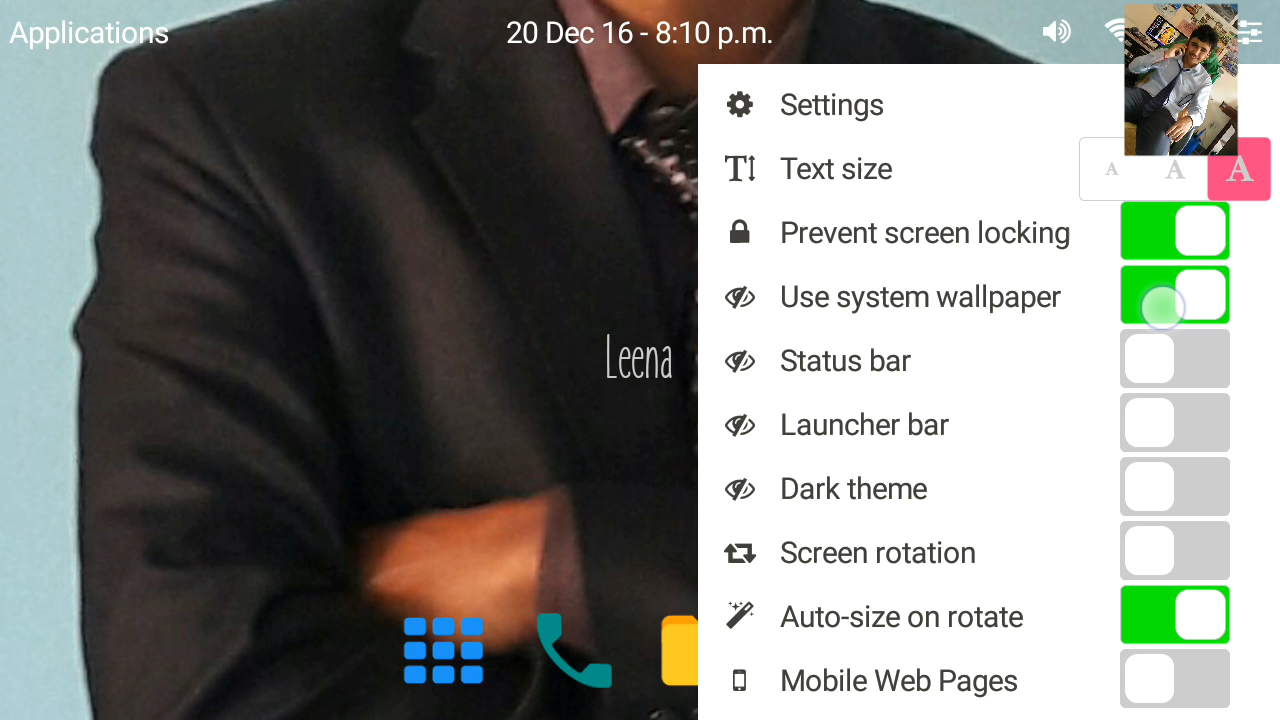 Applications
20 Dec 16 - 8:10 p.m.
Settings
Text size
A A A
Prevent screen locking
Use system wallpaper
Leena
Status bar
Launcher bar
Dark theme
Screen rotation
Auto-size on rotate
Mobile Web Pages